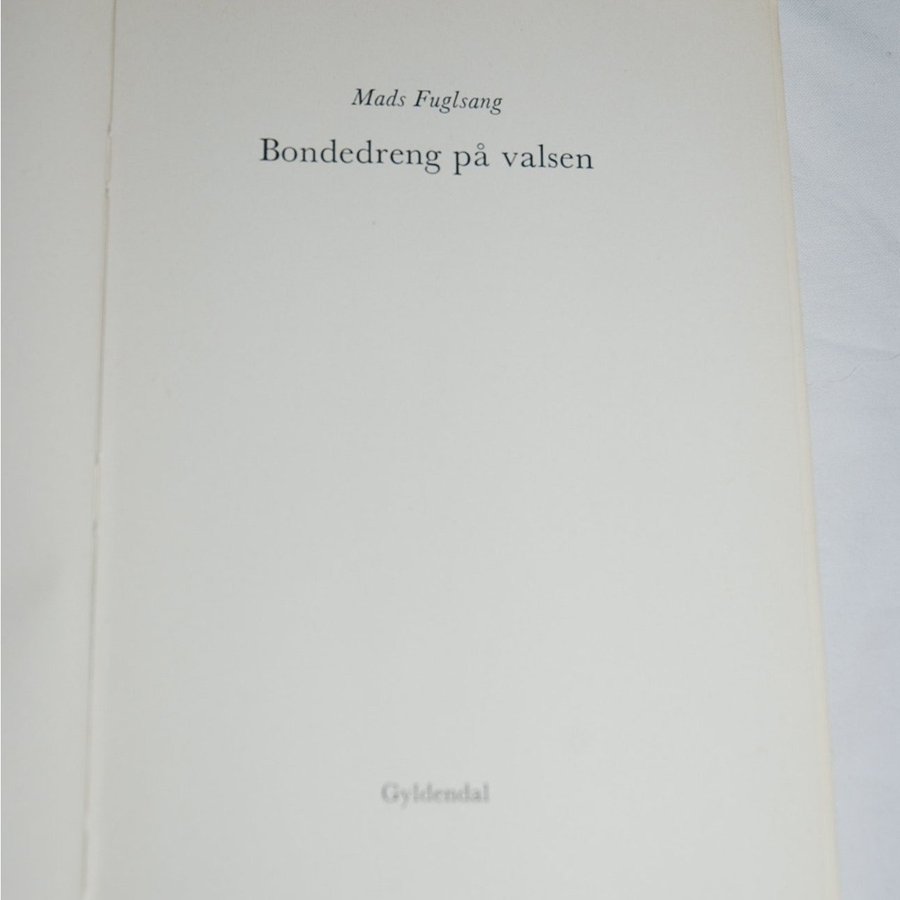 Mads Fuglsang
Bondedreng på valsen
Gyldendal